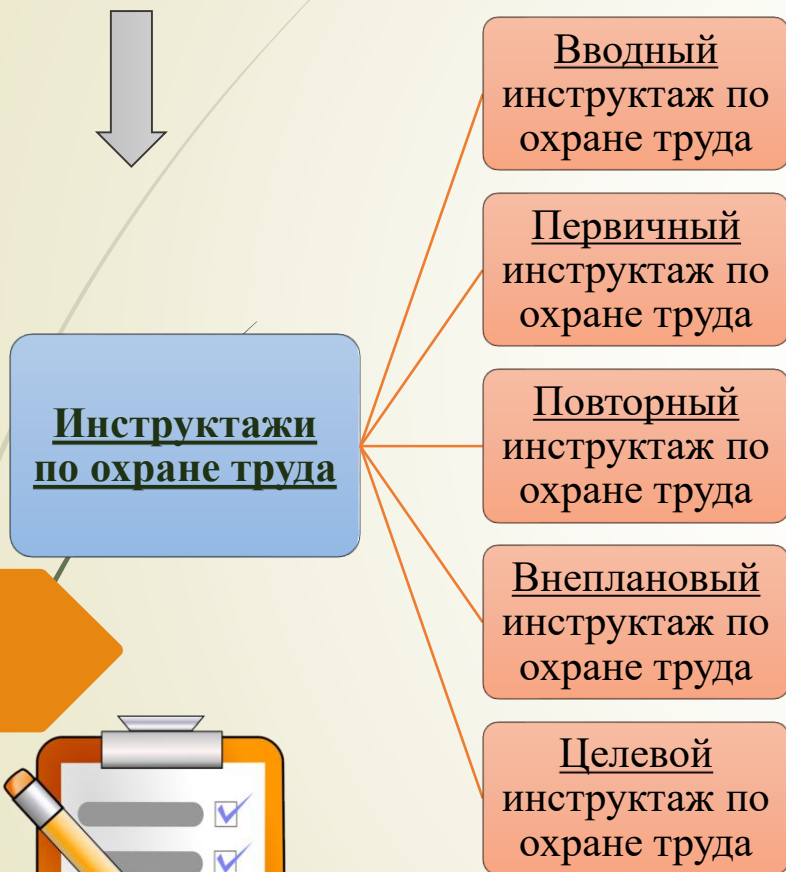 Инструктажи
по охране труда
Вводный
инструктаж по
охране труда
Первичный
инструктаж по
охране труда
Повторный
инструктаж по
охране труда
Внеплановый
инструктаж по
охране труда
Целевой
инструктаж по
охране труда